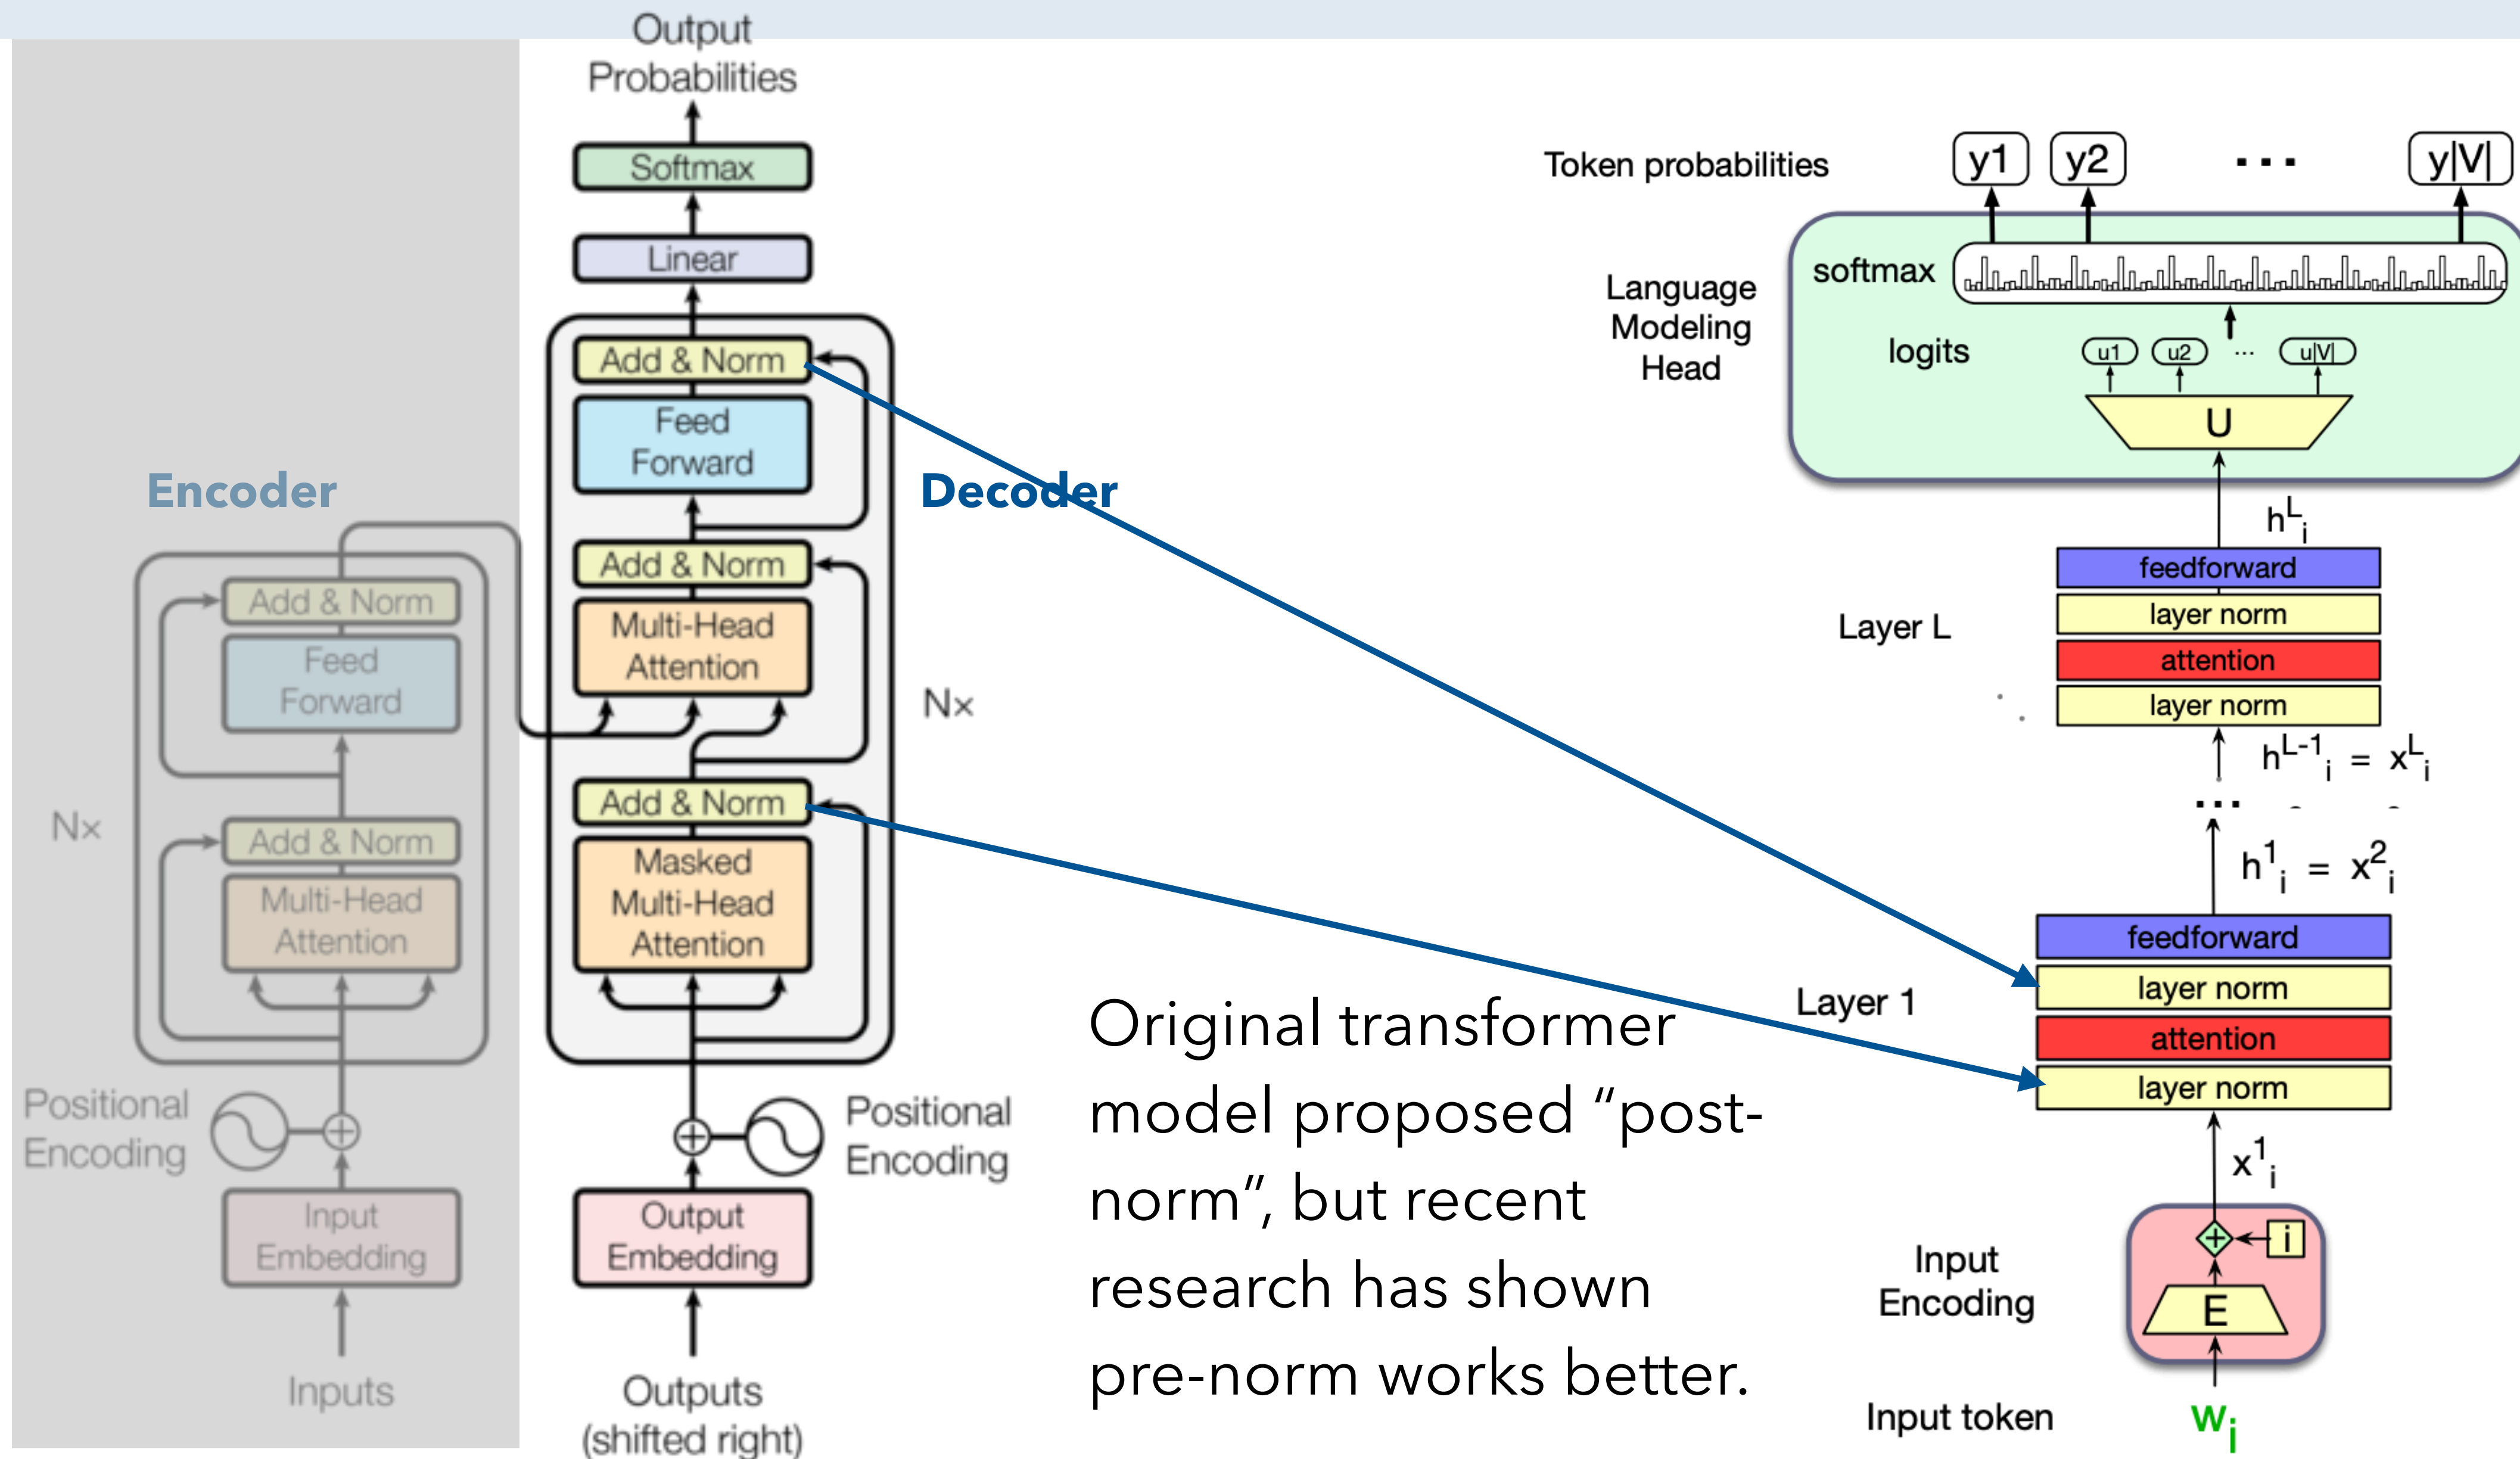 Output
Probabilities
Softmax
Linear
Add & Norm
Feed
Forward
Add & Norm
Multi-Head
Attention
Add & Norm
Masked
Multi-Head
Attention
Nx
Decoder
Positional
Encoding
Output
Embedding
Outputs
(shifted right)
Encoder
Add & Norm
Feed
Forward
Add & Norm
Multi-Head
Attention
Nx
Positional
Encoding
Input
Embedding
Inputs
Original transformer
model proposed “post-
norm”, but recent
research has shown
pre-norm works better.
Token probabilities
y1 y2 ... y|V|
Language
Modeling
Head
softmax
logits
u1 u2 ... u|V|
U
h^L_i
Layer L
feedforward
layer norm
attention
layer norm
h^{L-1}_i = x^L_i
...
h^1_i = x^2_i
Layer 1
feedforward
layer norm
attention
layer norm
x^1_i
Input
Encoding
+ i
E
Input token
w_i